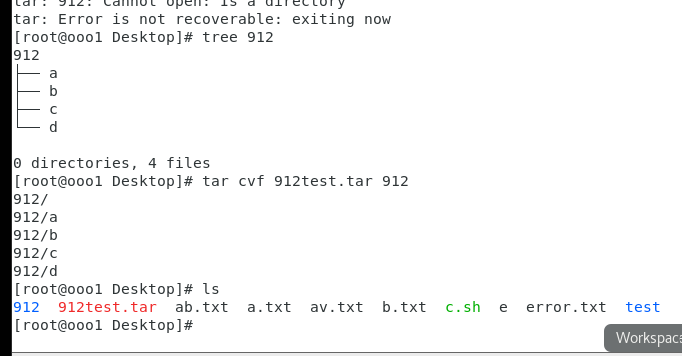 tar: 912: Cannot open: Is a directory
tar: Error is not recoverable: exiting now
[root@ooo1 Desktop]# tree 912
912
├── a
├── b
├── c
└── d
0 directories, 4 files
[root@ooo1 Desktop]# tar cvf 912test.tar 912
912/
912/a
912/b
912/c
912/d
[root@ooo1 Desktop]# ls
912  912test.tar  ab.txt  a.txt  av.txt  b.txt  c.sh  e  error.txt  test
[root@ooo1 Desktop]#
Workspac